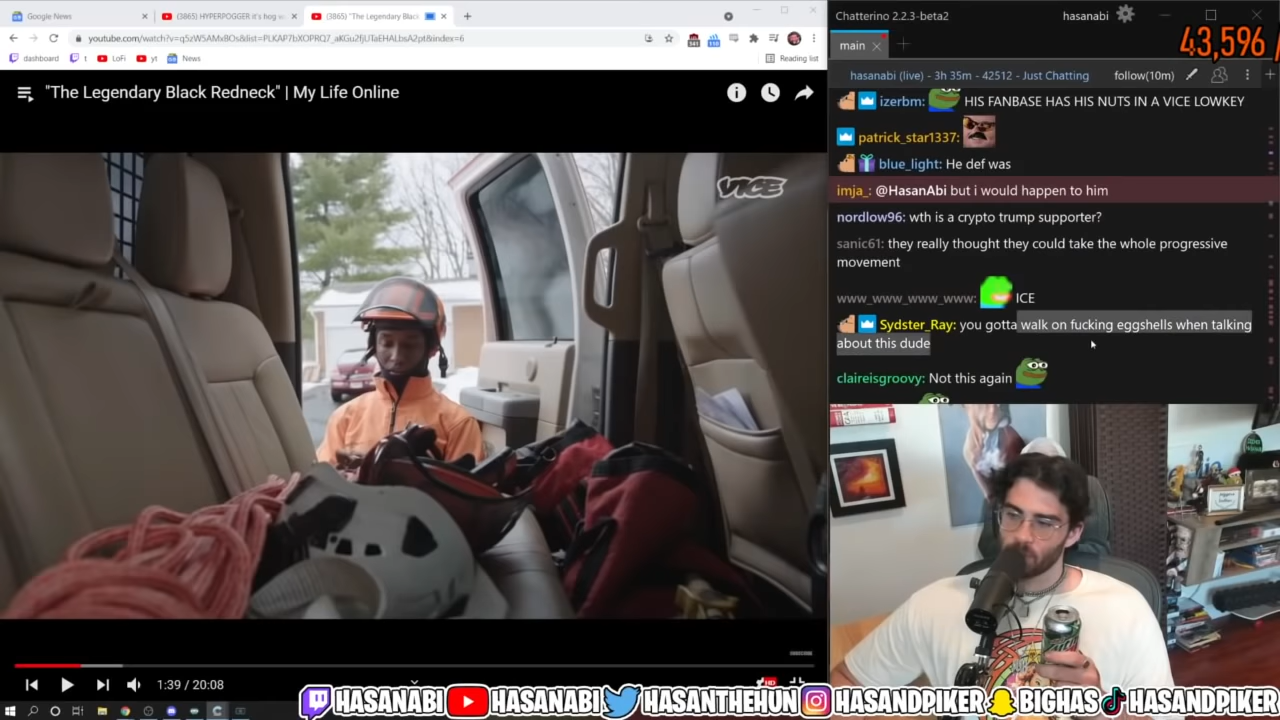 Google News
(3865) HYPERPOGGER it's hog w
(3865) "The Legendary Black
youtube.com/watch?v=q5zW5AMxBOs&list=PLKAP7bXOPRQ7_aKGu2fjUTaEHALbsA2pt&index=6
dashboard
t
LoFi
yt
News
Reading list
"The Legendary Black Redneck" | My Life Online
VICE
1:39 / 20:08
HD
Chatterino 2.2.3-beta2
hasanabi
43,596 /
main
hasanabi (live) - 3h 35m - 42512 - Just Chatting
follow(10m)
izerbm: HIS FANBASE HAS HIS NUTS IN A VICE LOWKEY
patrick_star1337:
blue_light: He def was
imja_: @HasanAbi but i would happen to him
nordlow96: wth is a crypto trump supporter?
sanic61: they really thought they could take the whole progressive
movement
www_www_www_www: ICE
Sydster_Ray: you gotta walk on fucking eggshells when talking
about this dude
claireisgroovy: Not this again
HASANABI HASANABI HASANTHEHUN HASANDPIKER BIGHAS HASANDPIKER